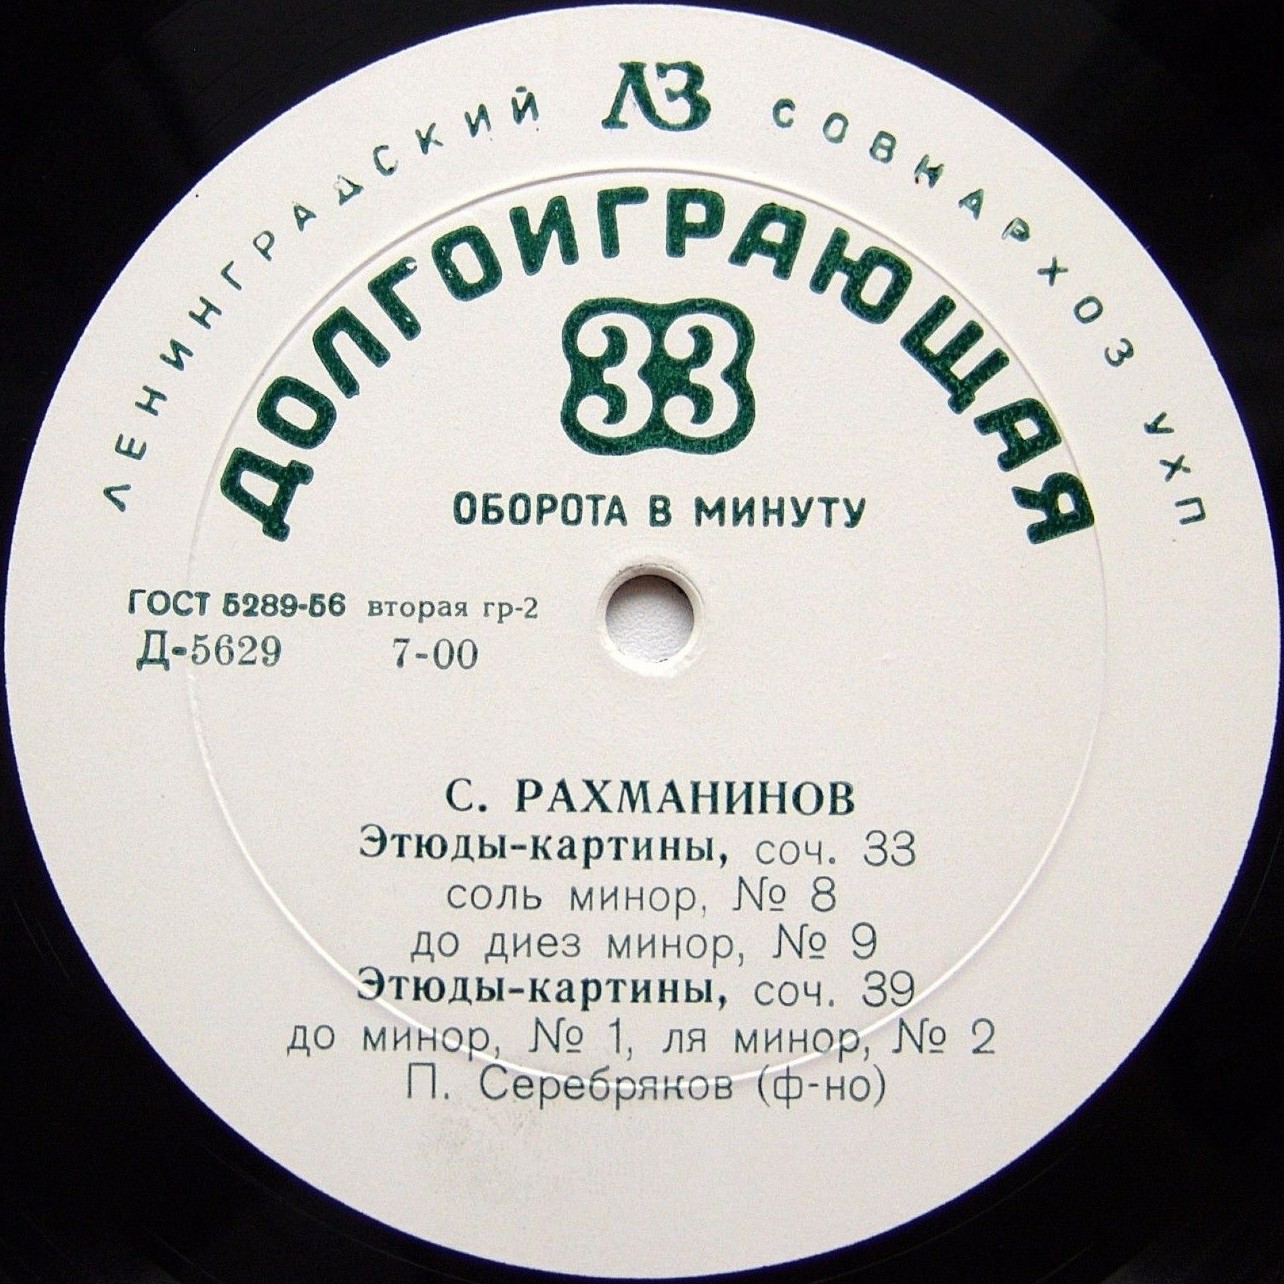 ЛЕНИНГРАДСКИЙ ЛЗ СОВНАРХОЗ УХП
ДОЛГОИГРАЮЩАЯ
33
ОБОРОТА В МИНУТУ
ГОСТ 5289-56 вторая гр-2
Д-5629 7-00
С. РАХМАНИНОВ
Этюды-картины, соч. 33
соль минор, № 8
до диез минор, № 9
Этюды-картины, соч. 39
до минор, № 1, ля минор, № 2
П. Серебряков (ф-но)